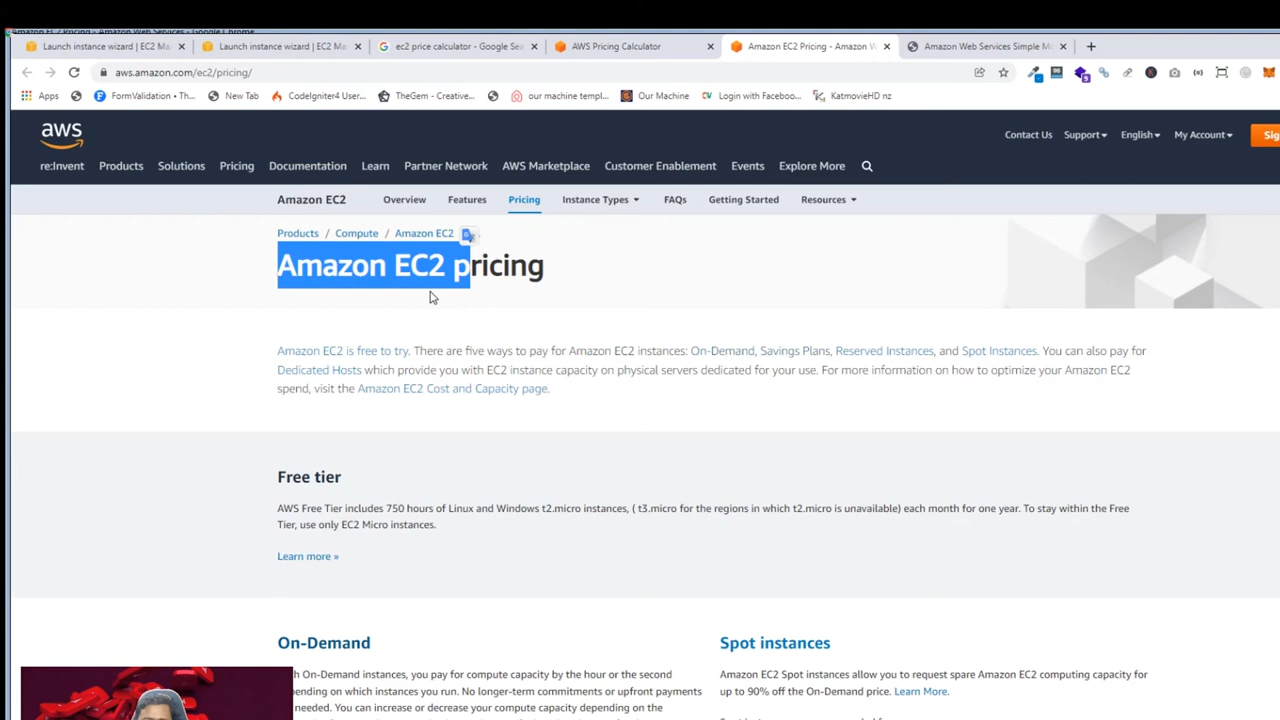 Amazon EC2 Pricing - Amazon Web Services - Google Chrome
Launch instance wizard | EC2 Ma
Launch instance wizard | EC2 Ma
ec2 price calculator - Google Sea
AWS Pricing Calculator
Amazon EC2 Pricing - Amazon W
Amazon Web Services Simple Mo
aws.amazon.com/ec2/pricing/
Apps
FormValidation • Th...
New Tab
CodeIgniter4 User...
TheGem - Creative...
our machine templ...
Our Machine
Login with Faceboo...
KatmovieHD nz
aws
Contact Us
Support
English
My Account
Sig
re:Invent
Products
Solutions
Pricing
Documentation
Learn
Partner Network
AWS Marketplace
Customer Enablement
Events
Explore More
Amazon EC2
Overview
Features
Pricing
Instance Types
FAQs
Getting Started
Resources
Products / Compute / Amazon EC2
Amazon EC2 pricing
Amazon EC2 is free to try. There are five ways to pay for Amazon EC2 instances: On-Demand, Savings Plans, Reserved Instances, and Spot Instances. You can also pay for
Dedicated Hosts which provide you with EC2 instance capacity on physical servers dedicated for your use. For more information on how to optimize your Amazon EC2
spend, visit the Amazon EC2 Cost and Capacity page.
Free tier
AWS Free Tier includes 750 hours of Linux and Windows t2.micro instances, ( t3.micro for the regions in which t2.micro is unavailable) each month for one year. To stay within the Free
Tier, use only EC2 Micro instances.
Learn more »
On-Demand
h On-Demand instances, you pay for compute capacity by the hour or the second
pending on which instances you run. No longer-term commitments or upfront payments
needed. You can increase or decrease your compute capacity depending on the
Spot instances
Amazon EC2 Spot instances allow you to request spare Amazon EC2 computing capacity for
up to 90% off the On-Demand price. Learn More.